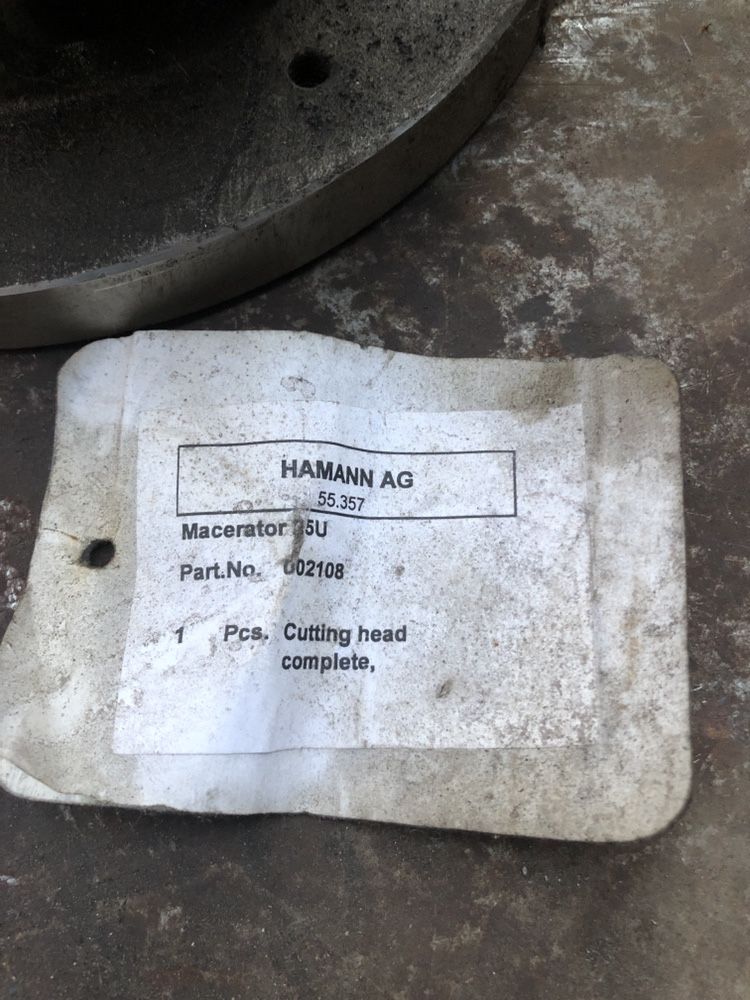 HAMANN AG
55.357
Macerator
Part.No. 002108
1 Pcs. Cutting head
complete,